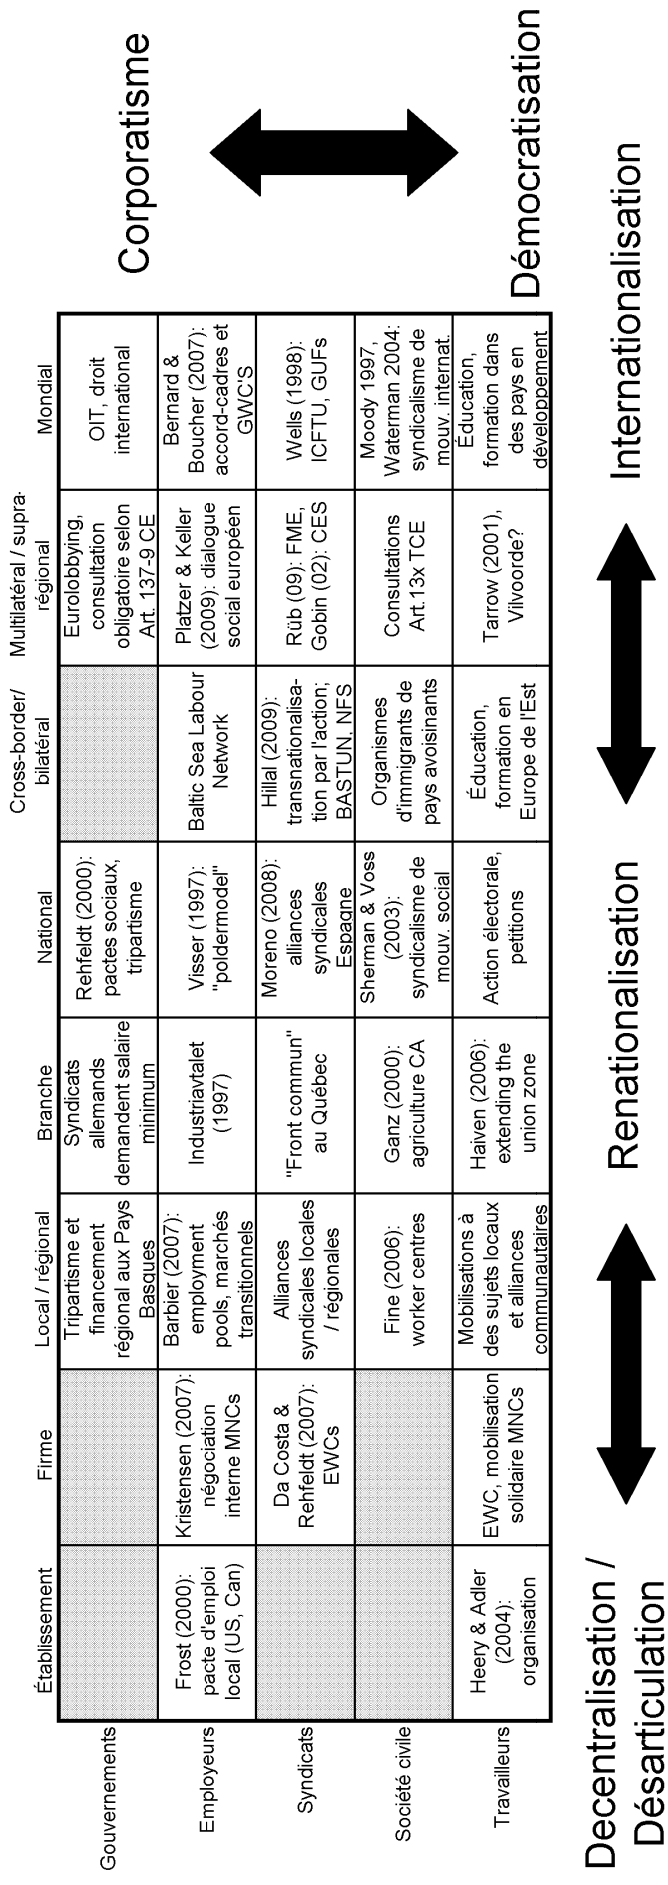 Établissement
Firme
Local / régional
Branche
National
Cross-border/
bilatéral
Multilatéral / supra-
régional
Mondial
Gouvernements
Tripartisme et
financement
régional aux Pays
Basques
Syndicats
allemands
demandent salaire
minimum
Rehfeldt (2000):
pactes sociaux,
tripartisme
Eurolobbying,
consultation
obligatoire selon
Art. 137-9 CE
OIT, droit
international
Employeurs
Frost (2000):
pacte d'emploi
local (US, Can)
Kristensen (2007):
négociation
interne MNCs
Barbier (2007):
employment
pools, marchés
transitionnels
Industriavtalet
(1997)
Visser (1997):
"poldermodel"
Baltic Sea Labour
Network
Platzer & Keller
(2009): dialogue
social européen
Bernard &
Boucher (2007):
accord-cadres et
GWC'S
Syndicats
Da Costa &
Rehfeldt (2007):
EWCs
Alliances
syndicales locales
/ régionales
"Front commun"
au Québec
Moreno (2008):
alliances
syndicales
Espagne
Hillal (2009):
transnationalisa-
tion par l'action;
BASTUN, NFS
Rüb (09): FME,
Gobin (02): CES
Wells (1998):
ICFTU, GUFs
Société civile
Fine (2006):
worker centres
Ganz (2000):
agriculture CA
Sherman & Voss
(2003):
syndicalisme de
mouv. social
Organismes
d'immigrants de
pays avoisinants
Consultations
Art.13x TCE
Moody 1997,
Waterman 2004:
syndicalisme de
mouv. internat.
Travailleurs
Heery & Adler
(2004):
organisation
EWC, mobilisation
solidaire MNCs
Mobilisations à
des sujets locaux
et alliances
communautaires
Haiven (2006):
extending the
union zone
Action électorale,
petitions
Éducation,
formation en
Europe de l'Est
Tarrow (2001),
Vilvoorde?
Éducation,
formation dans
des pays en
développement
Corporatisme
Démocratisation
Decentralisation /
Désarticulation
Renationalisation
Internationalisation